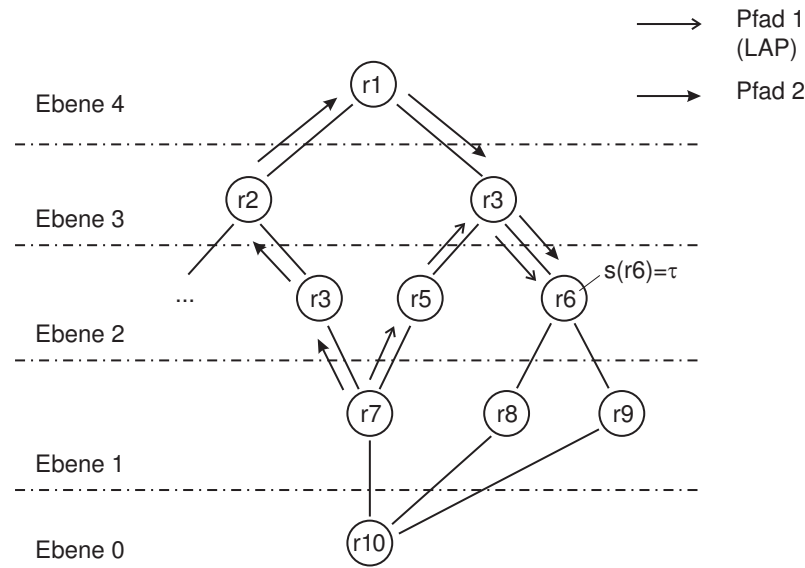 Pfad 1
(LAP)
Pfad 2
r1
Ebene 4
r2
r3
Ebene 3
s(r6)=τ
...
r3
r5
r6
Ebene 2
r7
r8
r9
Ebene 1
r10
Ebene 0